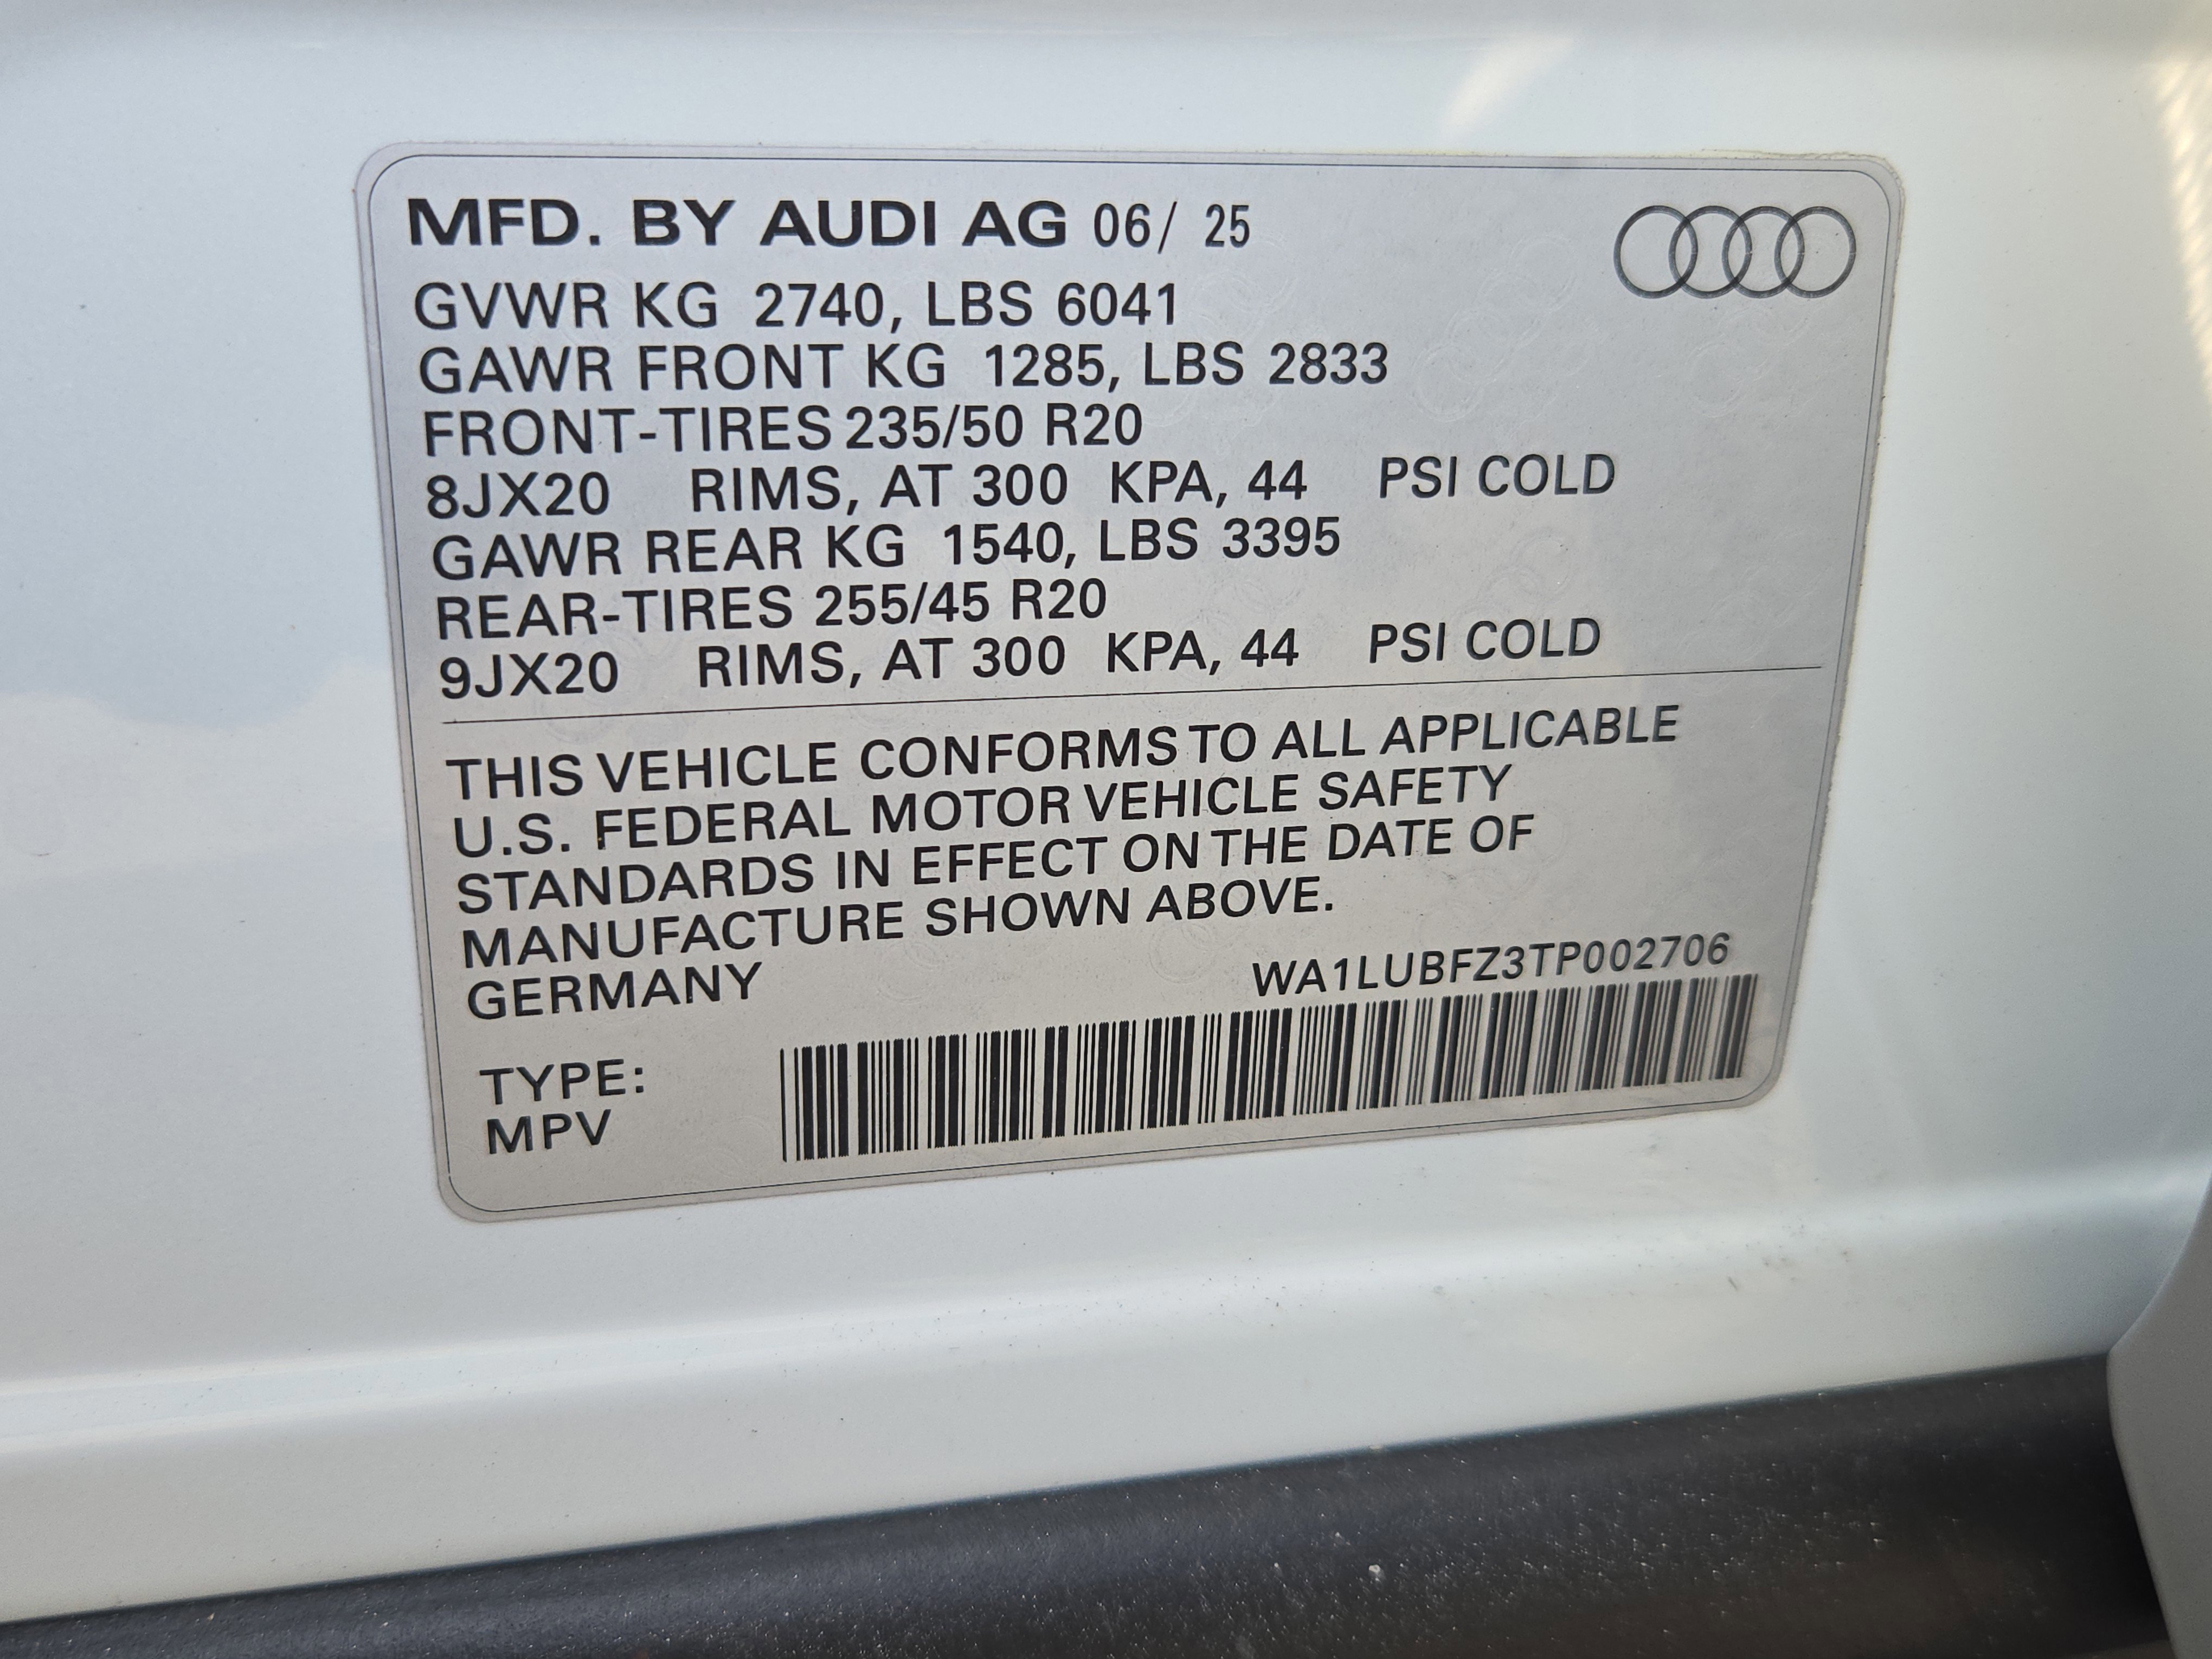 MFD. BY AUDI AG 06/ 25
GVWR KG 2740, LBS 6041
GAWR FRONT KG 1285, LBS 2833
FRONT-TIRES 235/50 R20
8JX20 RIMS, AT 300 KPA, 44 PSI COLD
GAWR REAR KG 1540, LBS 3395
REAR-TIRES 255/45 R20
9JX20 RIMS, AT 300 KPA, 44 PSI COLD
THIS VEHICLE CONFORMS TO ALL APPLICABLE
U.S. FEDERAL MOTOR VEHICLE SAFETY
STANDARDS IN EFFECT ON THE DATE OF
MANUFACTURE SHOWN ABOVE.
GERMANY
WA1LUBFZ3TP002706
TYPE:
MPV